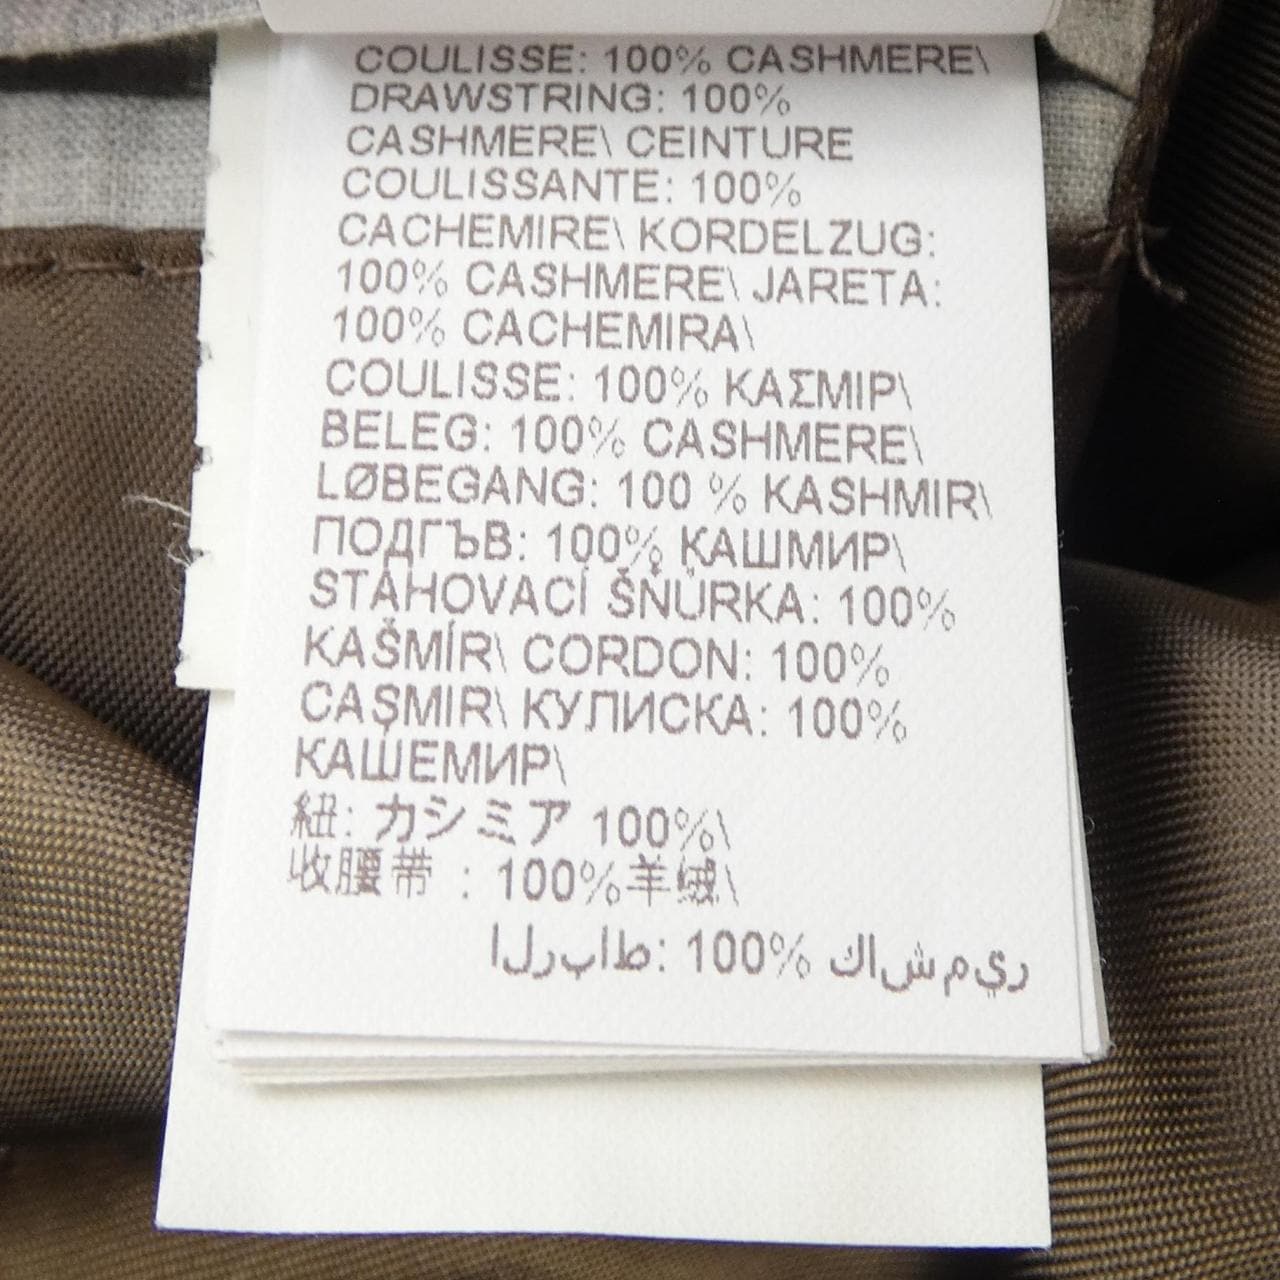 COULISSE: 100% CASHMERE\
DRAWSTRING: 100%
CASHMERE\ CEINTURE
COULISSANTE: 100%
CACHEMIRE\ KORDELZUG:
100% CASHMERE\ JARETA:
100% CACHEMIRA\
COULISSE: 100% ΚΑΣΜΙΡ\
BELEG: 100% CASHMERE\
LØBEGANG: 100 % KASHMIR\
ПОДГЪВ: 100% КАШМИР\
STAHOVACÍ ŠŇŮRKA: 100%
KAŠMÍR\ CORDON: 100%
CAŞMIR\ КУЛИСКА: 100%
КАШЕМИР\
紐: カシミア 100%\
收腰带 : 100%羊绒\
الرباط: 100% كاشمير